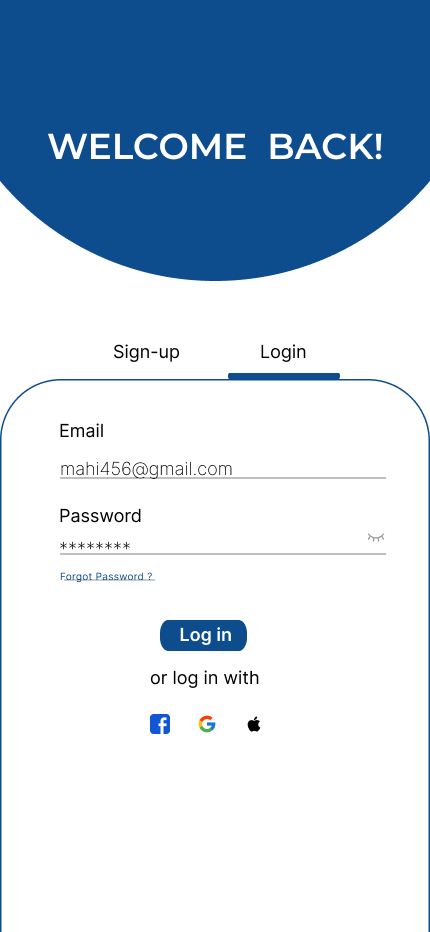 WELCOME BACK!
Sign-up Login
Email
mahi456@gmail.com
Password
********
Forgot Password ?
Log in
or log in with